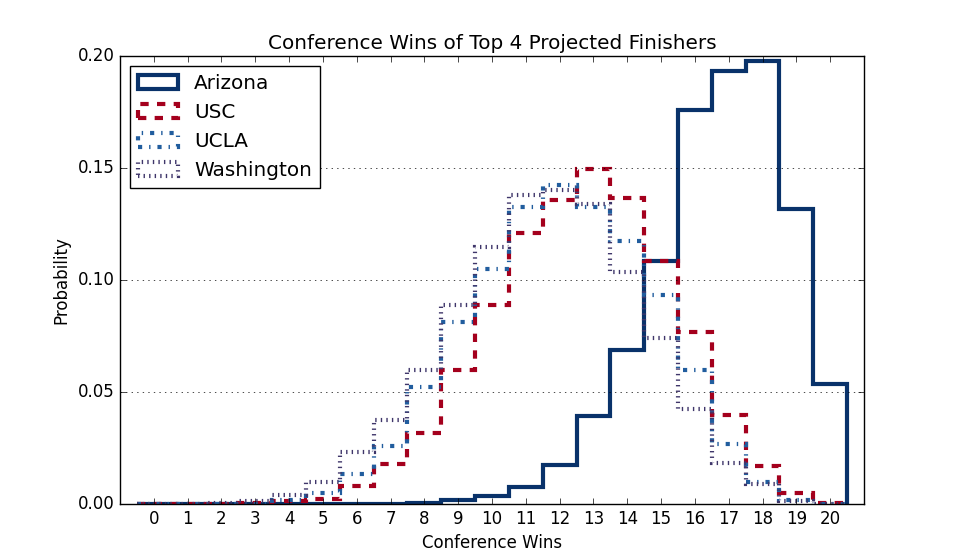 Conference Wins of Top 4 Projected Finishers
0.20
0.15
0.10
0.05
0.00
Probability
Arizona
USC
UCLA
Washington
0 1 2 3 4 5 6 7 8 9 10 11 12 13 14 15 16 17 18 19 20
Conference Wins